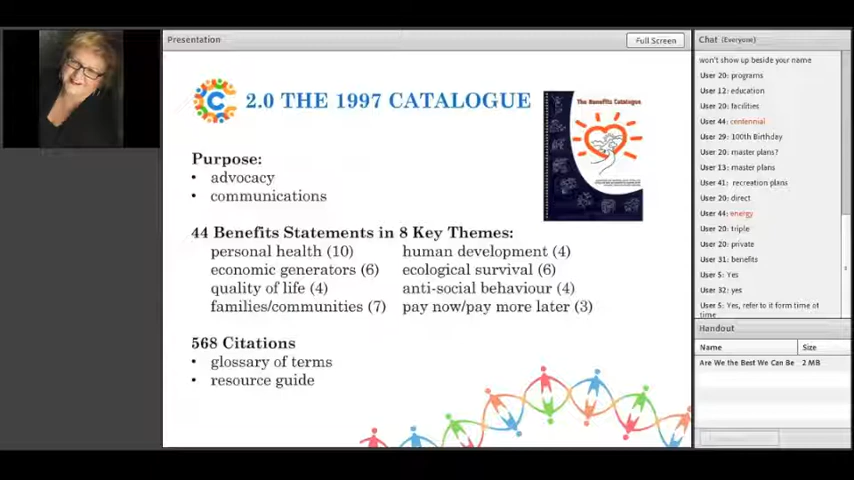 Presentation
Full Screen
C 2.0 THE 1997 CATALOGUE
The Benefits Catalogue
Purpose:
• advocacy
• communications
44 Benefits Statements in 8 Key Themes:
personal health (10) human development (4)
economic generators (6) ecological survival (6)
quality of life (4) anti-social behaviour (4)
families/communities (7) pay now/pay more later (3)
568 Citations
• glossary of terms
• resource guide
Chat (Everyone)
won't show up beside your name
User 20: programs
User 12: education
User 20: facilities
User 44: centennial
User 29: 100th Birthday
User 20: master plans?
User 13: master plans
User 41: recreation plans
User 20: direct
User 44: energy
User 20: triple
User 20: private
User 31: benefits
User 5: Yes
User 32: yes
User 5: Yes, refer to it form time of
time
Handout
Name Size
Are We the Best We Can Be 2 MB